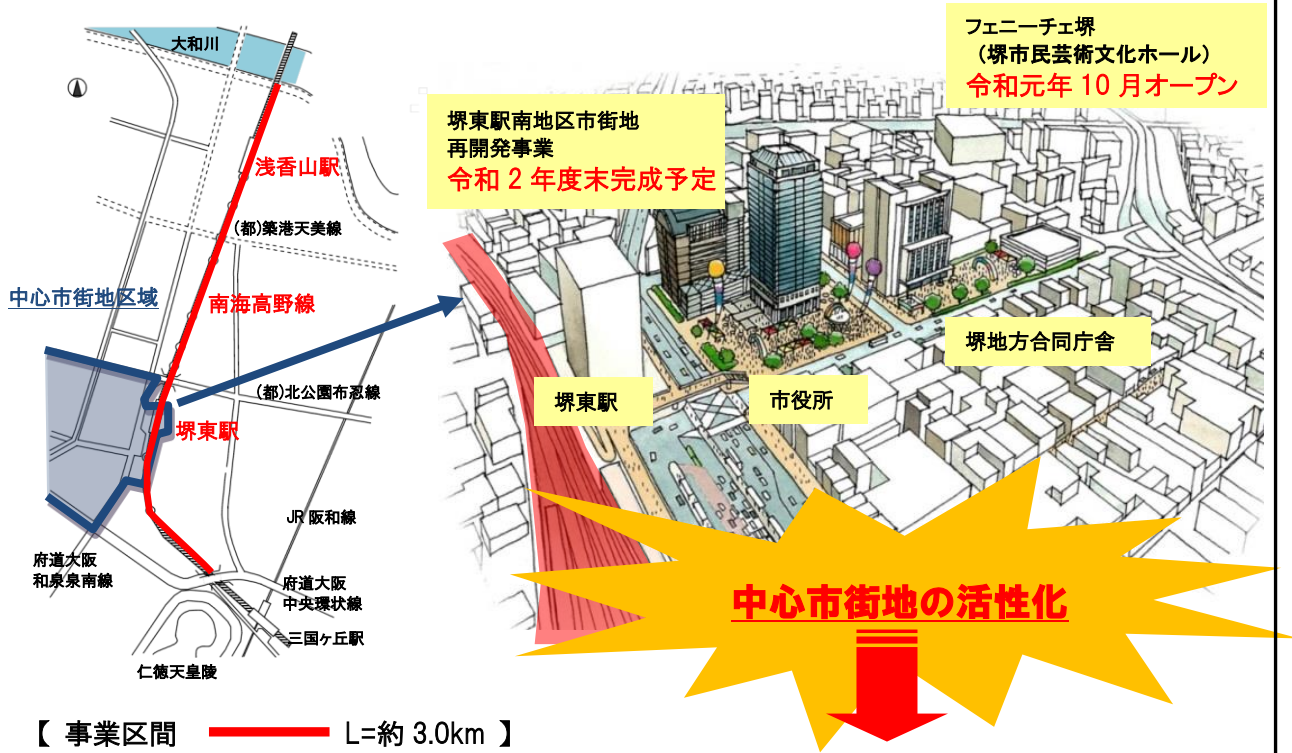 大和川
浅香山駅
(都)築港天美線
中心市街地区域
南海高野線
(都)北公園布忍線
堺東駅
JR 阪和線
府道大阪
和泉泉南線
府道大阪
中央環状線
三国ヶ丘駅
仁徳天皇陵
【 事業区間 L=約 3.0km 】
フェニーチェ堺
（堺市民芸術文化ホール）
令和元年 10 月オープン
堺東駅南地区市街地
再開発事業
令和 2 年度末完成予定
堺地方合同庁舎
堺東駅
市役所
中心市街地の活性化